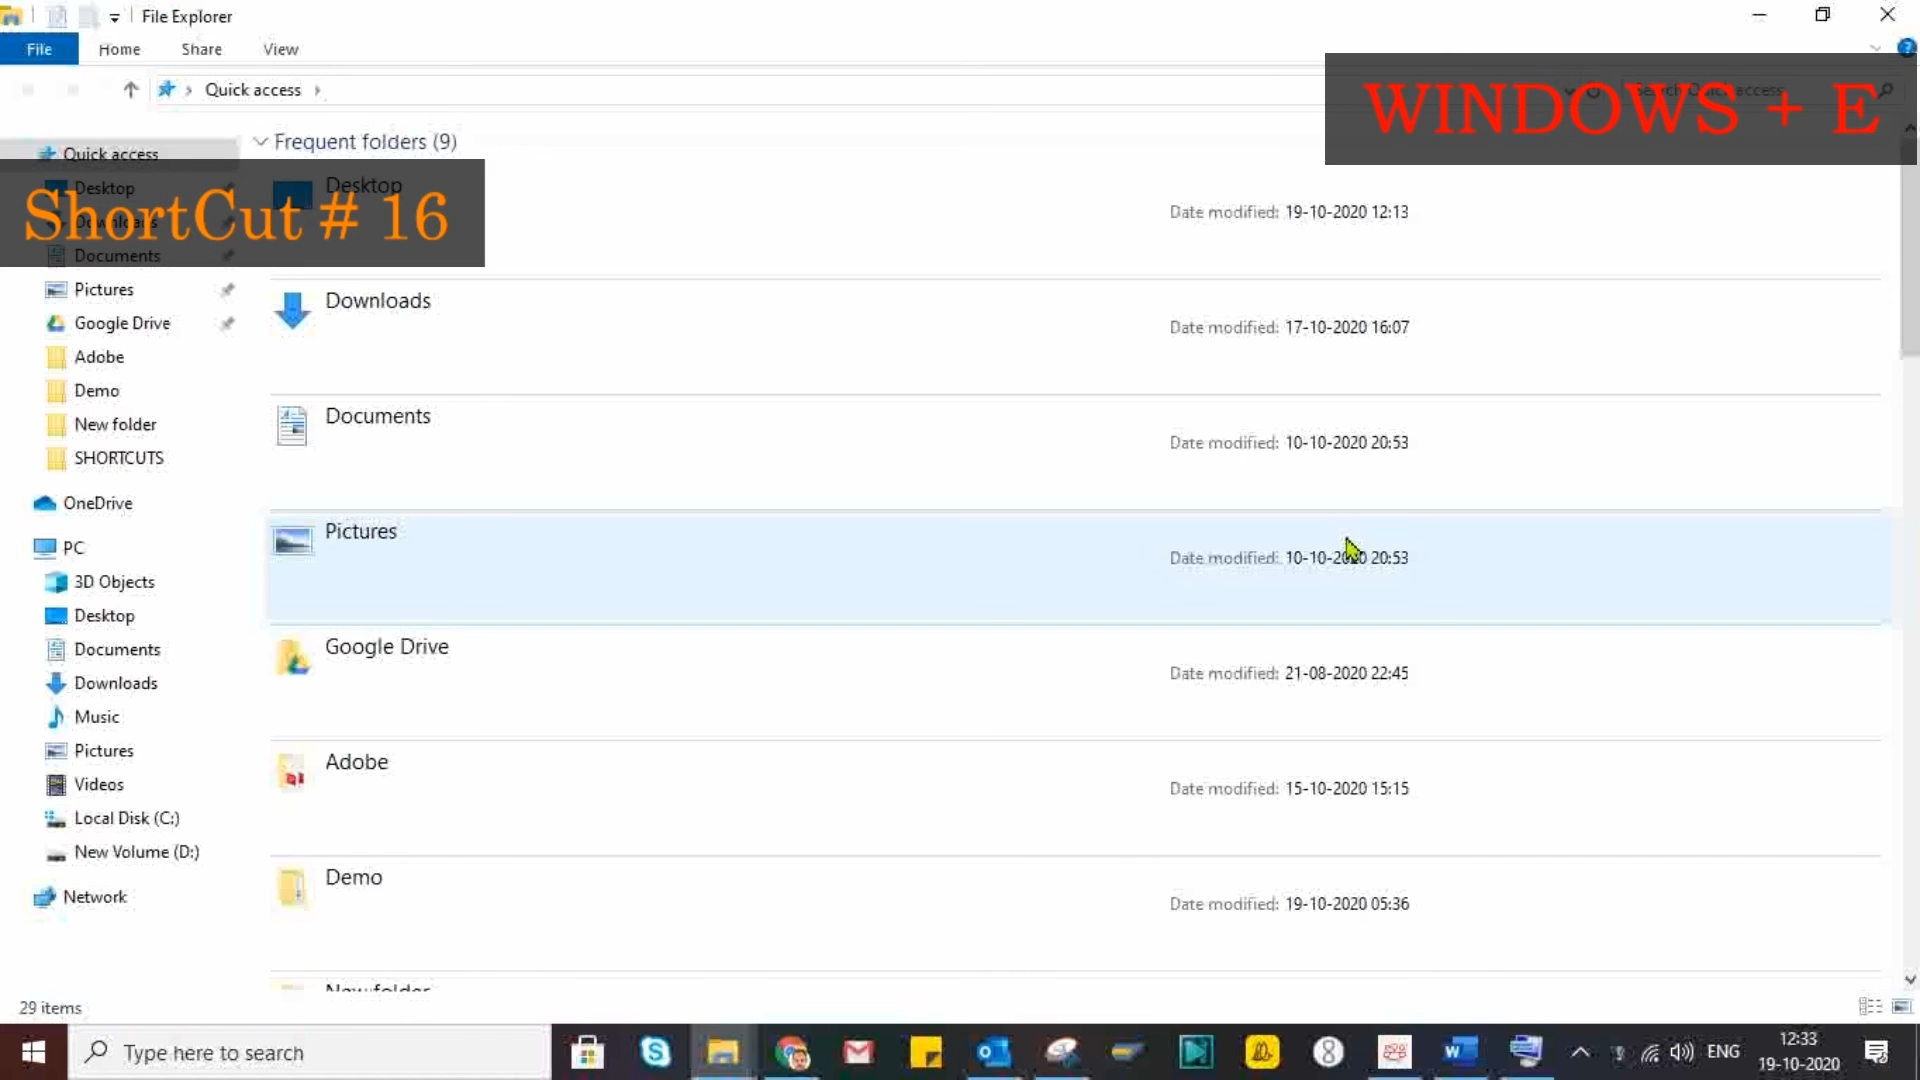 File Explorer
File Home Share View
Quick access
Search Quick access
WINDOWS + E
Quick access
Desktop
Downloads
Documents
ShortCut # 16
Pictures
Google Drive
Adobe
Demo
New folder
SHORTCUTS
OneDrive
PC
3D Objects
Desktop
Documents
Downloads
Music
Pictures
Videos
Local Disk (C:)
New Volume (D:)
Network
Frequent folders (9)
Desktop
Date modified: 19-10-2020 12:13
Downloads
Date modified: 17-10-2020 16:07
Documents
Date modified: 10-10-2020 20:53
Pictures
Date modified: 10-10-2020 20:53
Google Drive
Date modified: 21-08-2020 22:45
Adobe
Date modified: 15-10-2020 15:15
Demo
Date modified: 19-10-2020 05:36
New folder
29 items
Type here to search
ENG
12:33
19-10-2020